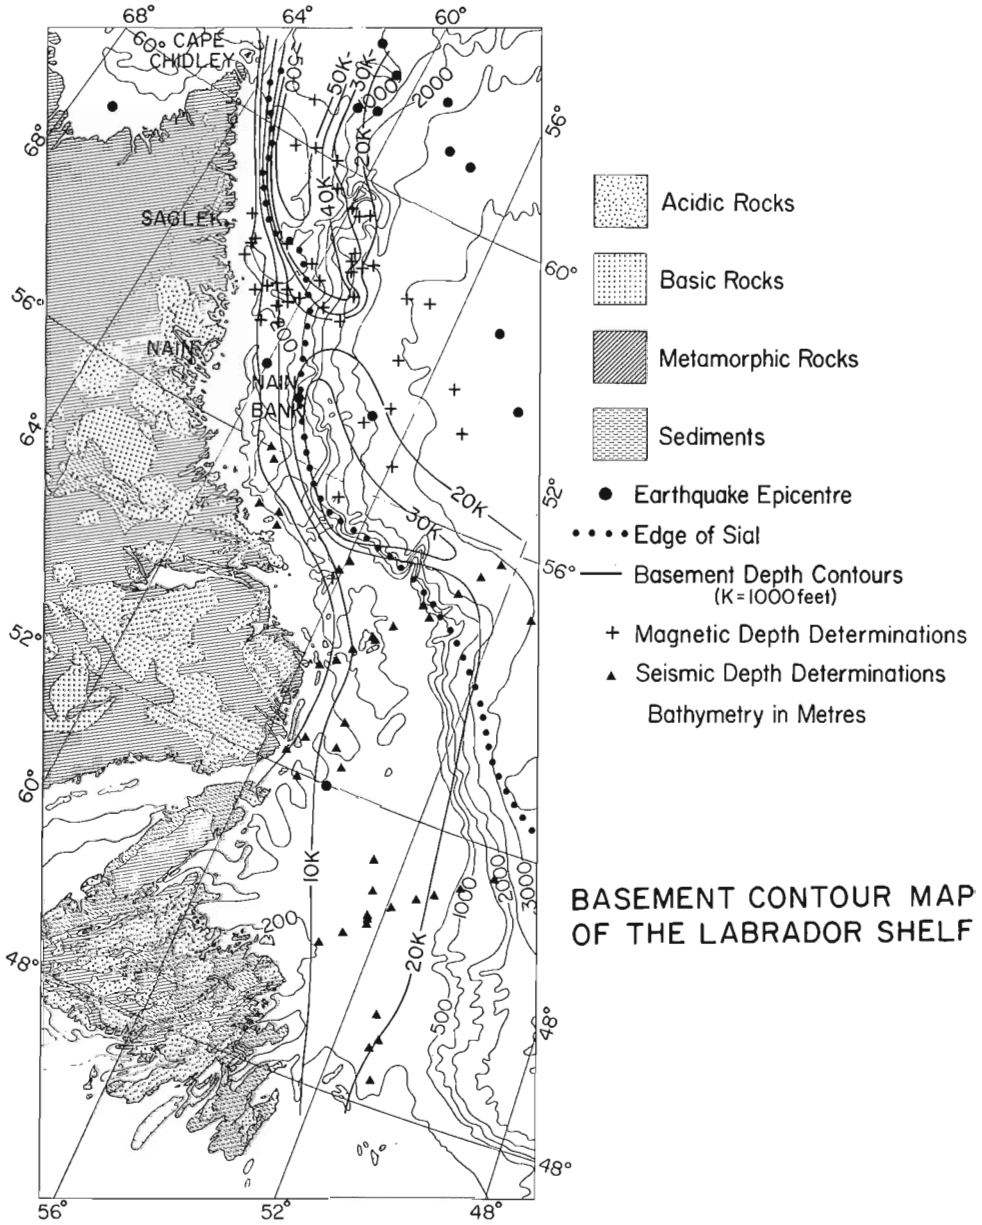 68° 64° 60°
60° CAPE
CHIDLEY
500
50K
30K
1000
2000
20K
40K
56°
68°
SAGLEK
60°
56°
200
NAIN
NAIN
BANK
64°
20K
52°
30K
56°
52°
60°
10K
1000
2000
3000
200
20K
48°
500
48°
48°
56° 52° 48°
Acidic Rocks
Basic Rocks
Metamorphic Rocks
Sediments
Earthquake Epicentre
Edge of Sial
Basement Depth Contours
(K=1000feet)
Magnetic Depth Determinations
Seismic Depth Determinations
Bathymetry in Metres
BASEMENT CONTOUR MAP
OF THE LABRADOR SHELF